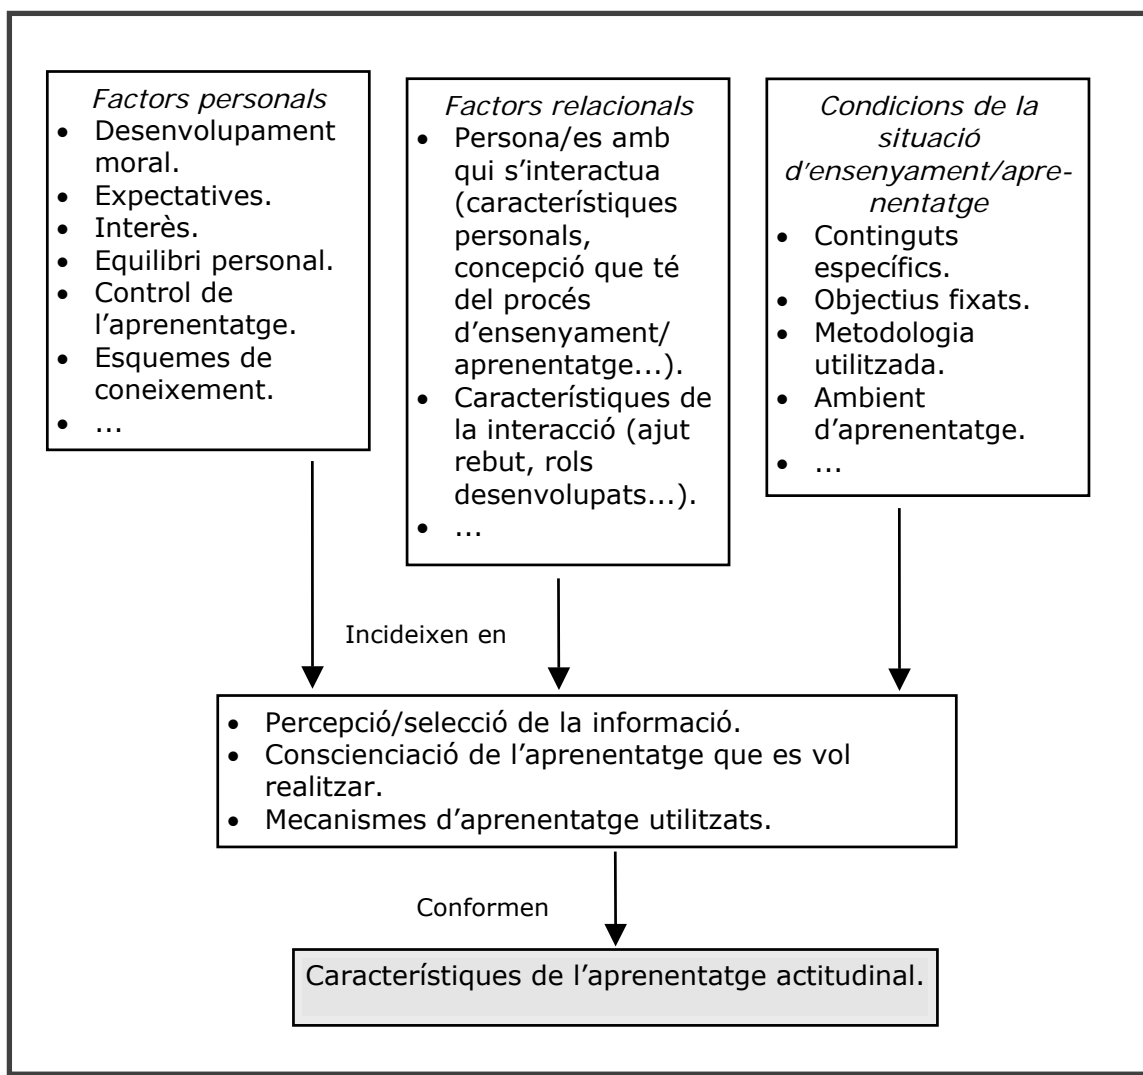 Factors personals
• Desenvolupament
moral.
• Expectatives.
• Interès.
• Equilibri personal.
• Control de
l’aprenentatge.
• Esquemes de
coneixement.
• ...
Factors relacionals
• Persona/es amb
qui s’interactua
(característiques
personals,
concepció que té
del procés
d’ensenyament/
aprenentatge...).
• Característiques de
la interacció (ajut
rebut, rols
desenvolupats...).
• ...
Condicions de la
situació
d’ensenyament/apre-
nentatge
• Continguts
específics.
• Objectius fixats.
• Metodologia
utilitzada.
• Ambient
d’aprenentatge.
• ...
Incideixen en
• Percepció/selecció de la informació.
• Conscienciació de l’aprenentatge que es vol
realitzar.
• Mecanismes d’aprenentatge utilitzats.
Conformen
Característiques de l’aprenentatge actitudinal.